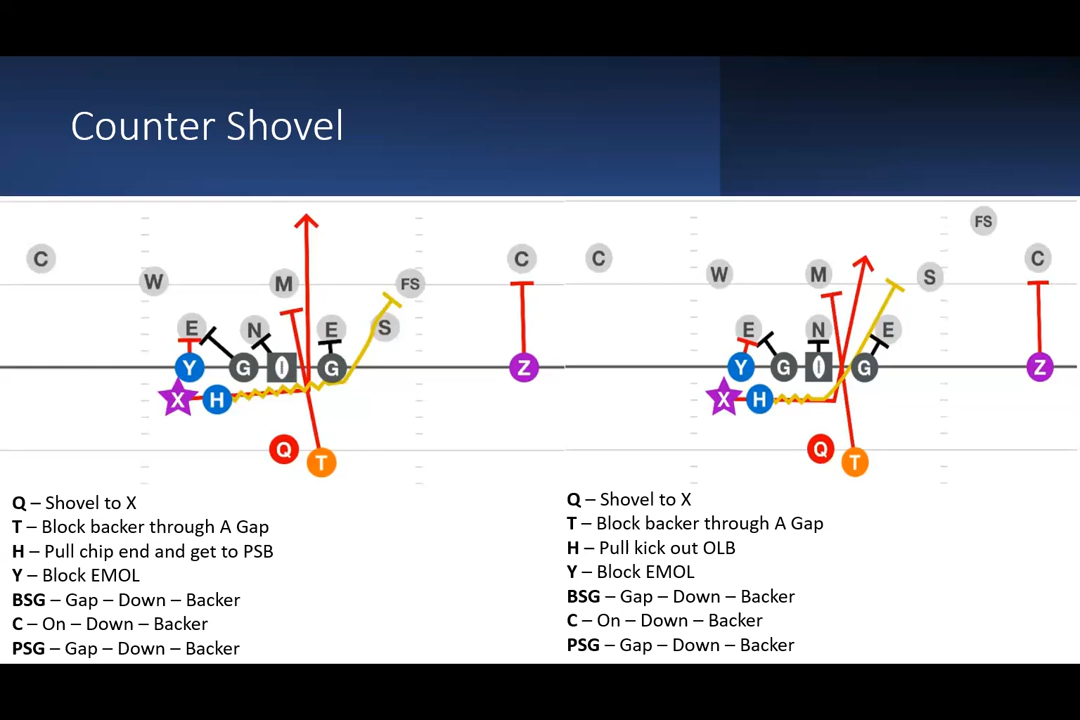 Counter Shovel
C
W
M
C
FS
E
N
E
S
Y
G
G
Z
X
H
Q
T
FS
C
C
W
M
S
E
N
E
Y
G
G
Z
X
H
Q
T
Q – Shovel to X
T – Block backer through A Gap
H – Pull chip end and get to PSB
Y – Block EMOL
BSG – Gap – Down – Backer
C – On – Down – Backer
PSG – Gap – Down – Backer
Q – Shovel to X
T – Block backer through A Gap
H – Pull kick out OLB
Y – Block EMOL
BSG – Gap – Down – Backer
C – On – Down – Backer
PSG – Gap – Down – Backer